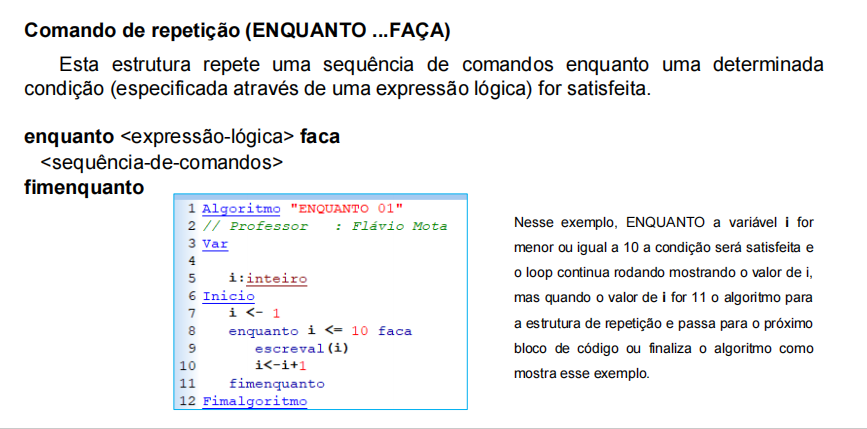 Comando de repetição (ENQUANTO ...FAÇA)
Esta estrutura repete uma sequência de comandos enquanto uma determinada
condição (especificada através de uma expressão lógica) for satisfeita.
enquanto <expressão-lógica> faca
<sequência-de-comandos>
fimenquanto
1 Algoritmo "ENQUANTO 01"
2 // Professor   : Flávio Mota
3 Var
4
5 i:inteiro
6 Inicio
7 i <- 1
8 enquanto i <= 10 faca
9 escreval(i)
10 i<-i+1
11 fimenquanto
12 Fimalgoritmo
Nesse exemplo, ENQUANTO a variável i for
menor ou igual a 10 a condição será satisfeita e
o loop continua rodando mostrando o valor de i,
mas quando o valor de i for 11 o algoritmo para
a estrutura de repetição e passa para o próximo
bloco de código ou finaliza o algoritmo como
mostra esse exemplo.